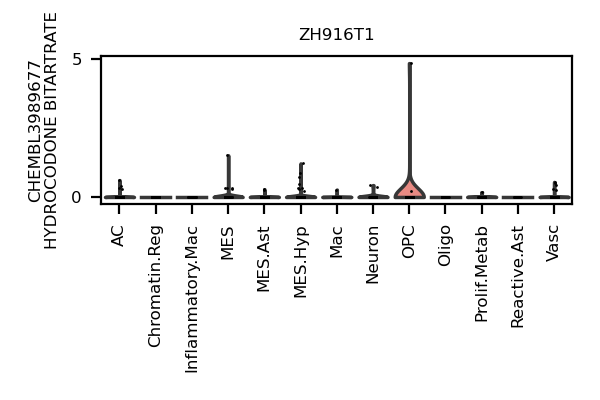 ZH916T1
CHEMBL3989677
HYDROCODONE BITARTRATE
5
0
AC
Chromatin.Reg
Inflammatory.Mac
MES
MES.Ast
MES.Hyp
Mac
Neuron
OPC
Oligo
Prolif.Metab
Reactive.Ast
Vasc